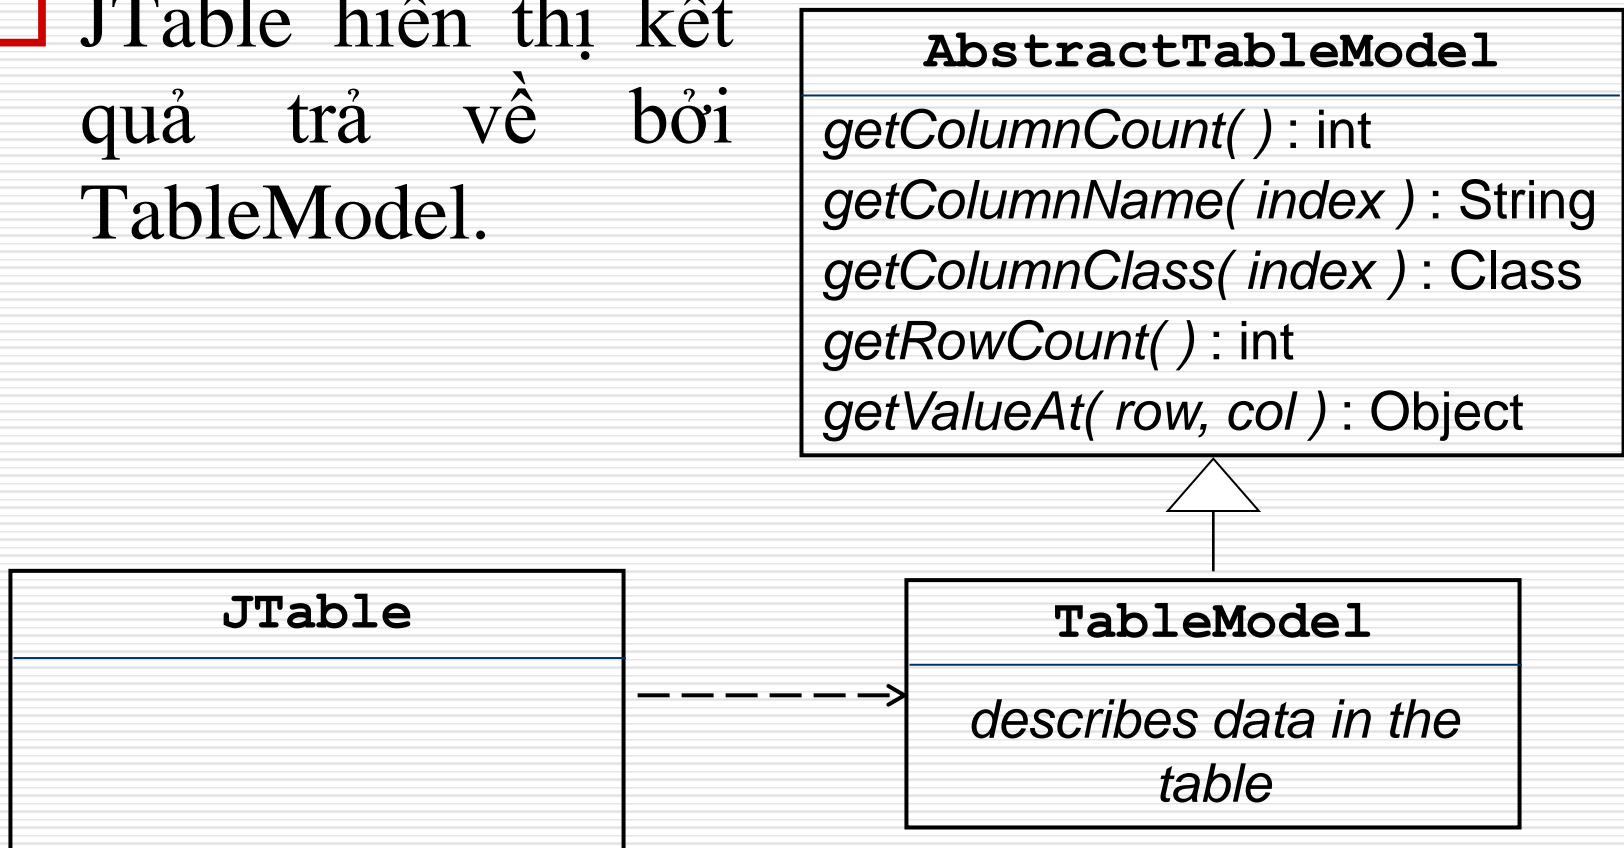 JTable hiển thị kết
quả trả về bởi
TableModel.
AbstractTableModel
getColumnCount( ) : int
getColumnName( index ) : String
getColumnClass( index ) : Class
getRowCount( ) : int
getValueAt( row, col ) : Object
JTable
TableModel
describes data in the
table